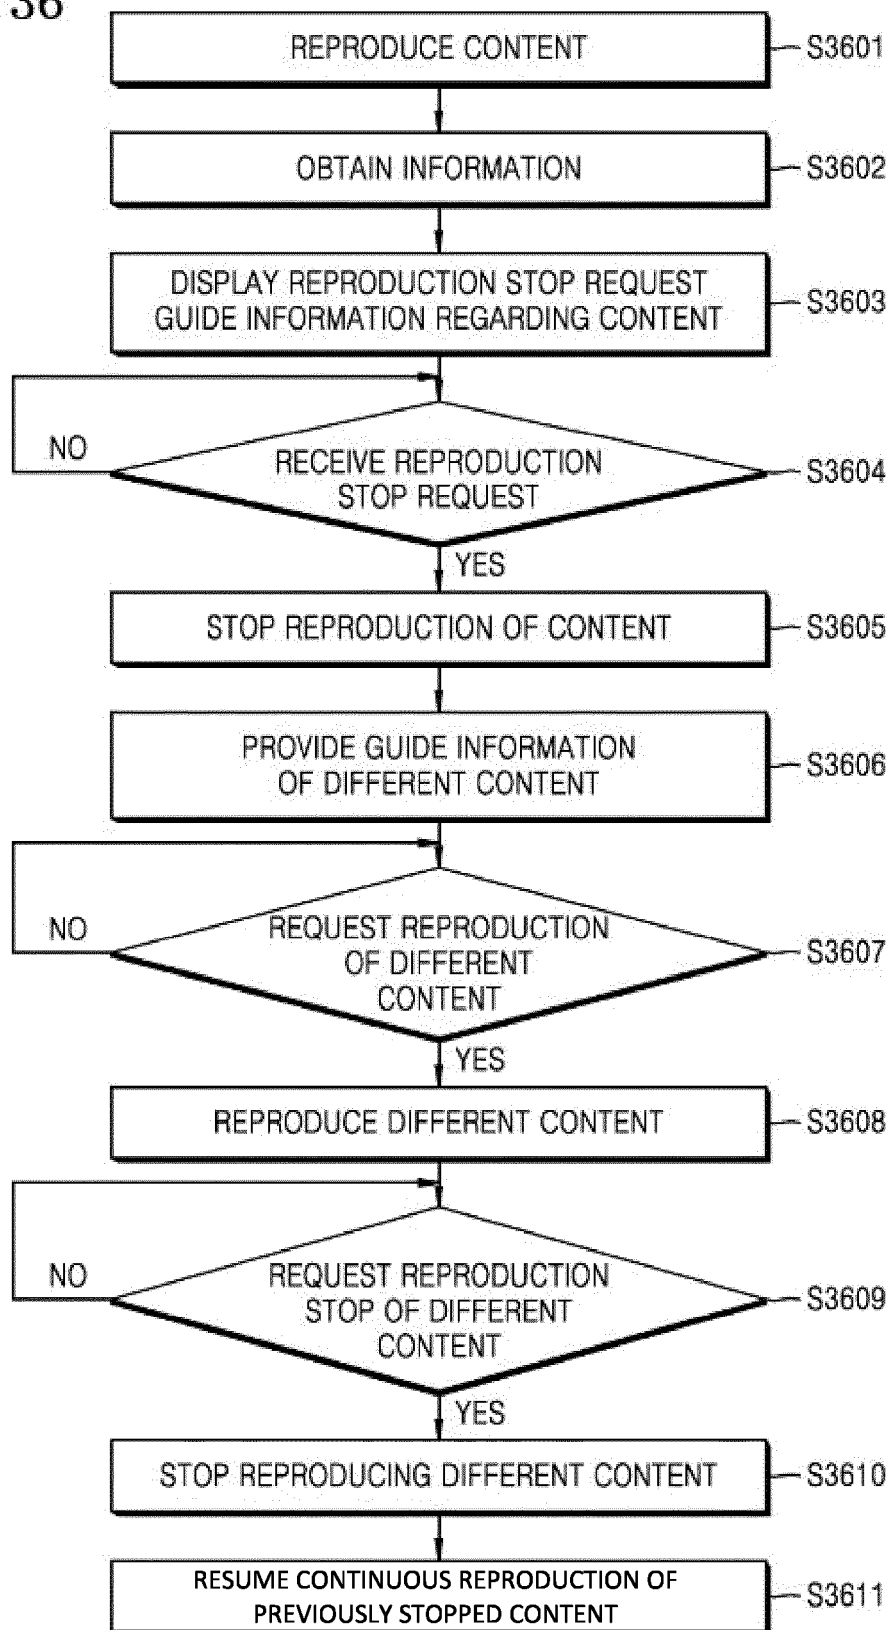 36
REPRODUCE CONTENT
S3601
OBTAIN INFORMATION
S3602
DISPLAY REPRODUCTION STOP REQUEST
GUIDE INFORMATION REGARDING CONTENT
S3603
NO
RECEIVE REPRODUCTION
STOP REQUEST
S3604
YES
STOP REPRODUCTION OF CONTENT
S3605
PROVIDE GUIDE INFORMATION
OF DIFFERENT CONTENT
S3606
NO
REQUEST REPRODUCTION
OF DIFFERENT
CONTENT
S3607
YES
REPRODUCE DIFFERENT CONTENT
S3608
NO
REQUEST REPRODUCTION
STOP OF DIFFERENT
CONTENT
S3609
YES
STOP REPRODUCING DIFFERENT CONTENT
S3610
RESUME CONTINUOUS REPRODUCTION OF
PREVIOUSLY STOPPED CONTENT
S3611